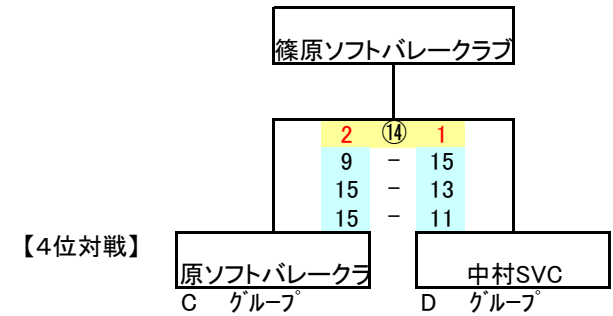 篠原ソフトバレークラブ
2 ⑭ 1
9 － 15
15 － 13
15 － 11
【４位対戦】
原ソフトバレークラ 中村SVC
C ｸﾞﾙｰﾌﾟ D ｸﾞﾙｰﾌﾟ